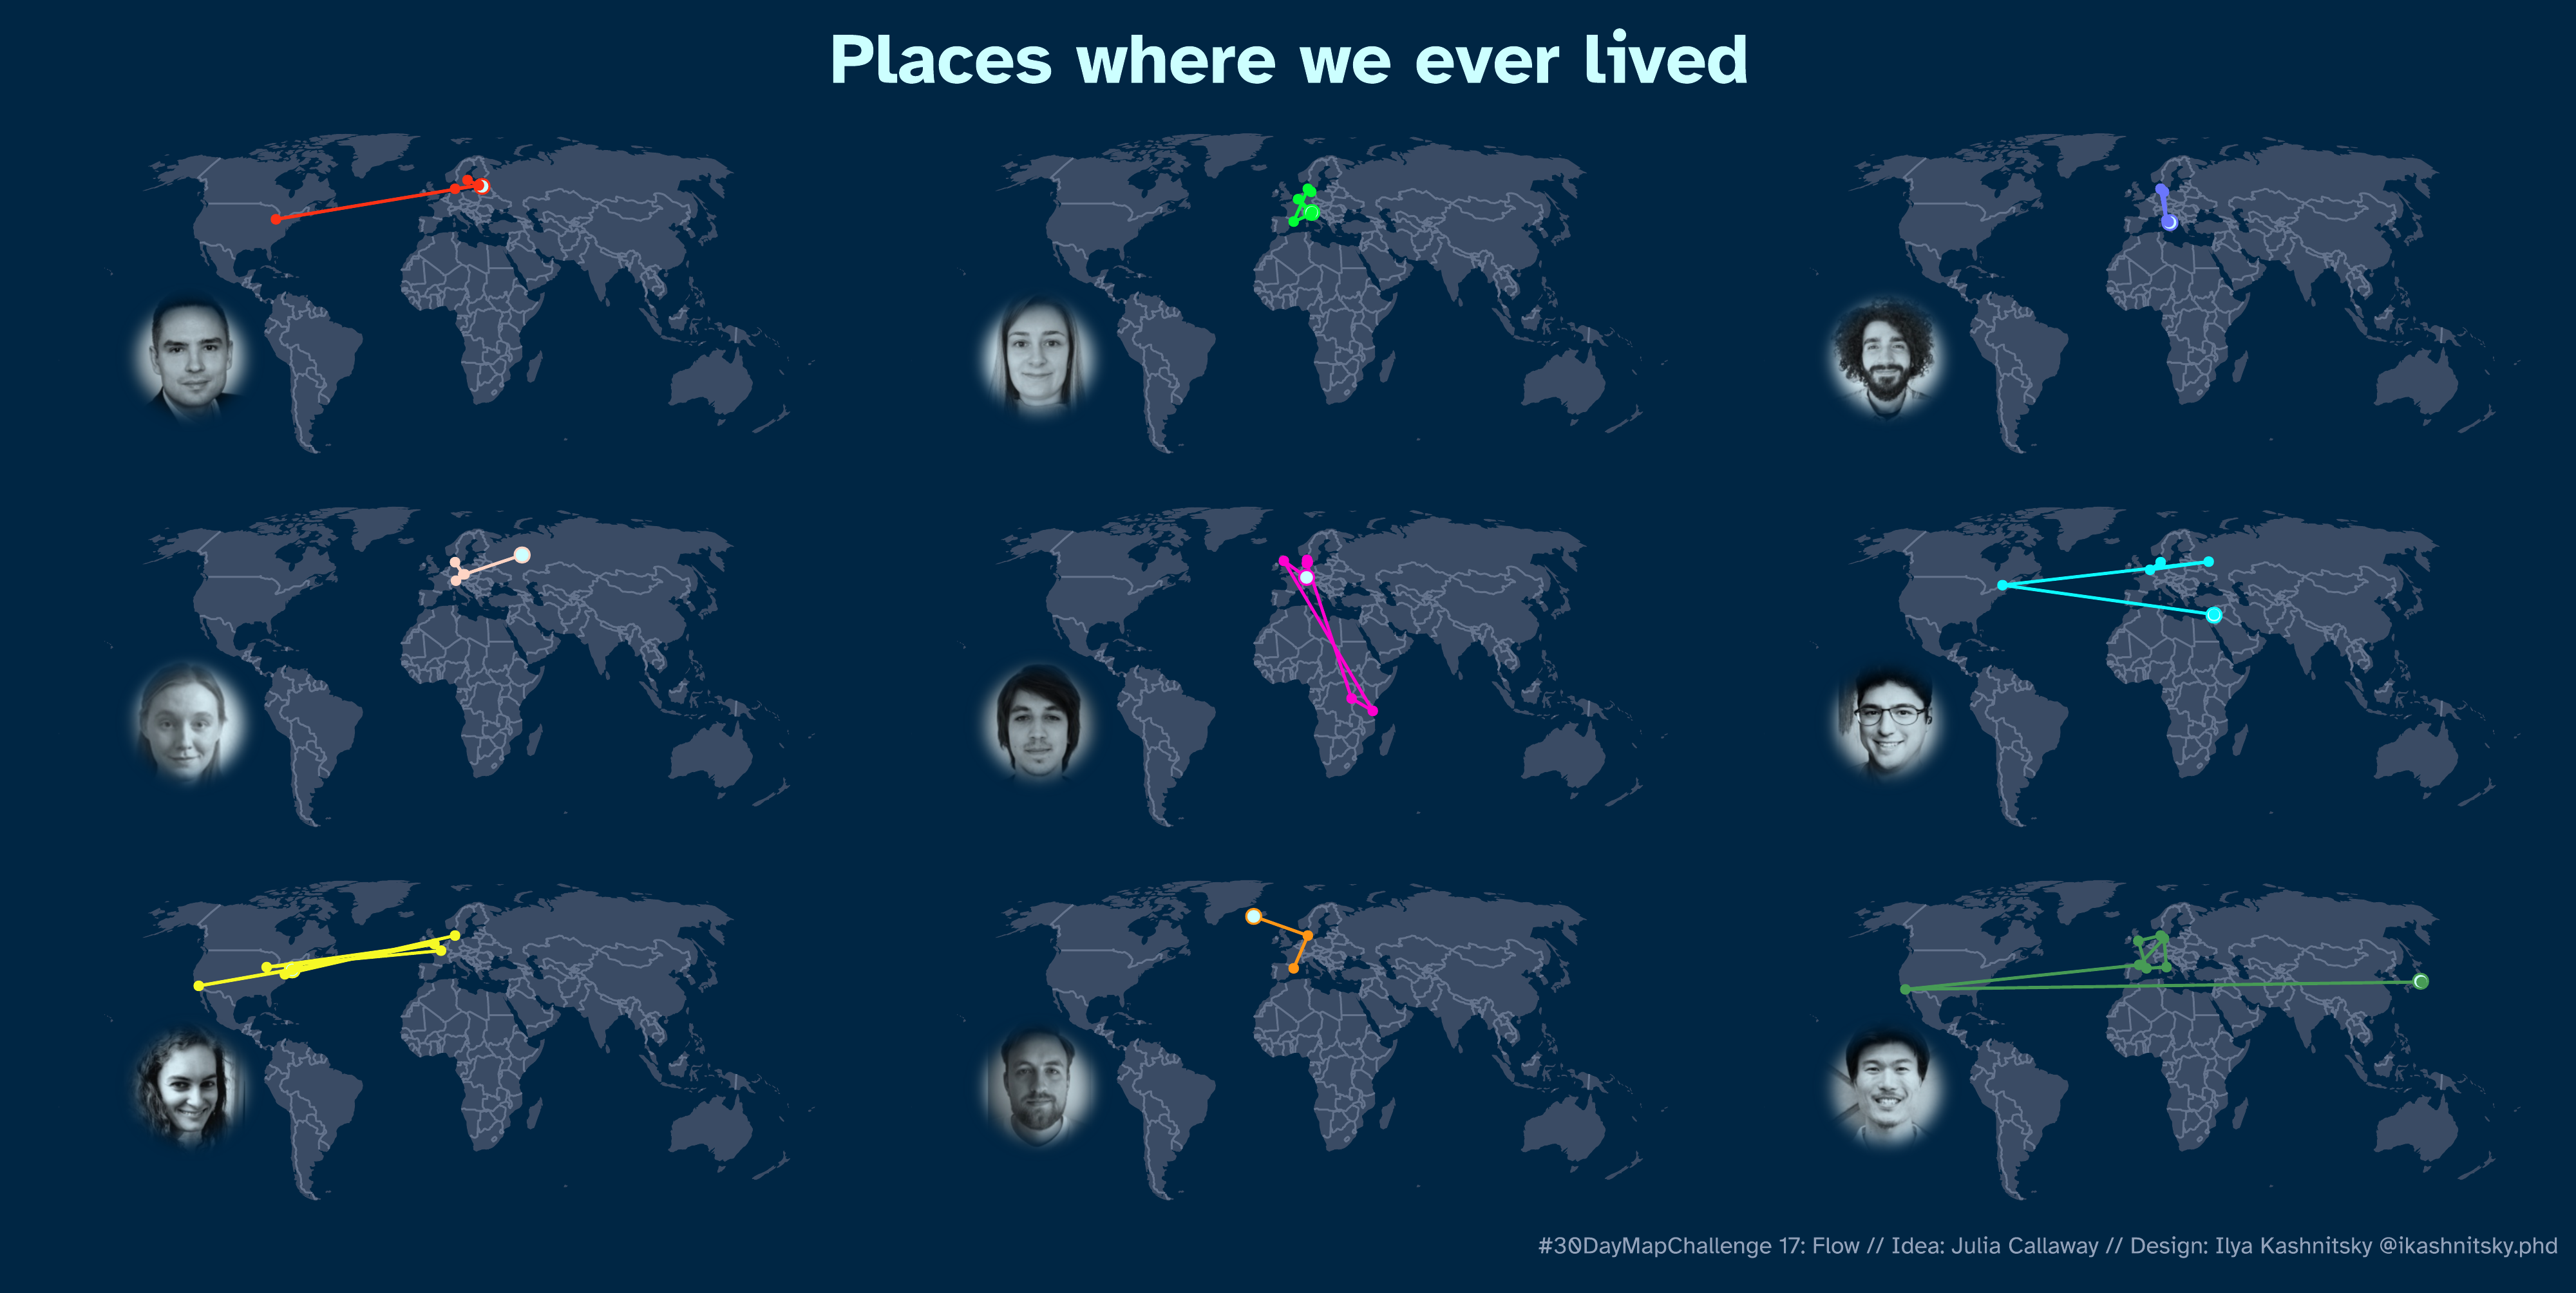 Places where we ever lived
#30DayMapChallenge 17: Flow // Idea: Julia Callaway // Design: Ilya Kashnitsky @ikashnitsky.phd